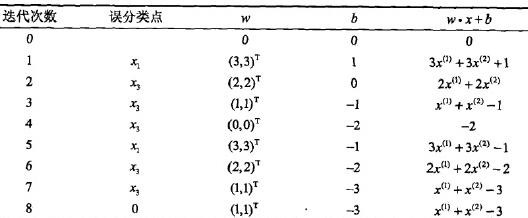 迭代次数 误分类点 w b w·x+b
0 0 0 0
1 x₁ (3,3)ᵀ 1 3x⁽¹⁾+3x⁽²⁾+1
2 x₃ (2,2)ᵀ 0 2x⁽¹⁾+2x⁽²⁾
3 x₃ (1,1)ᵀ −1 x⁽¹⁾+x⁽²⁾−1
4 x₃ (0,0)ᵀ −2 −2
5 x₁ (3,3)ᵀ −1 3x⁽¹⁾+3x⁽²⁾−1
6 x₃ (2,2)ᵀ −2 2x⁽¹⁾+2x⁽²⁾−2
7 x₃ (1,1)ᵀ −3 x⁽¹⁾+x⁽²⁾−3
8 0 (1,1)ᵀ −3 x⁽¹⁾+x⁽²⁾−3